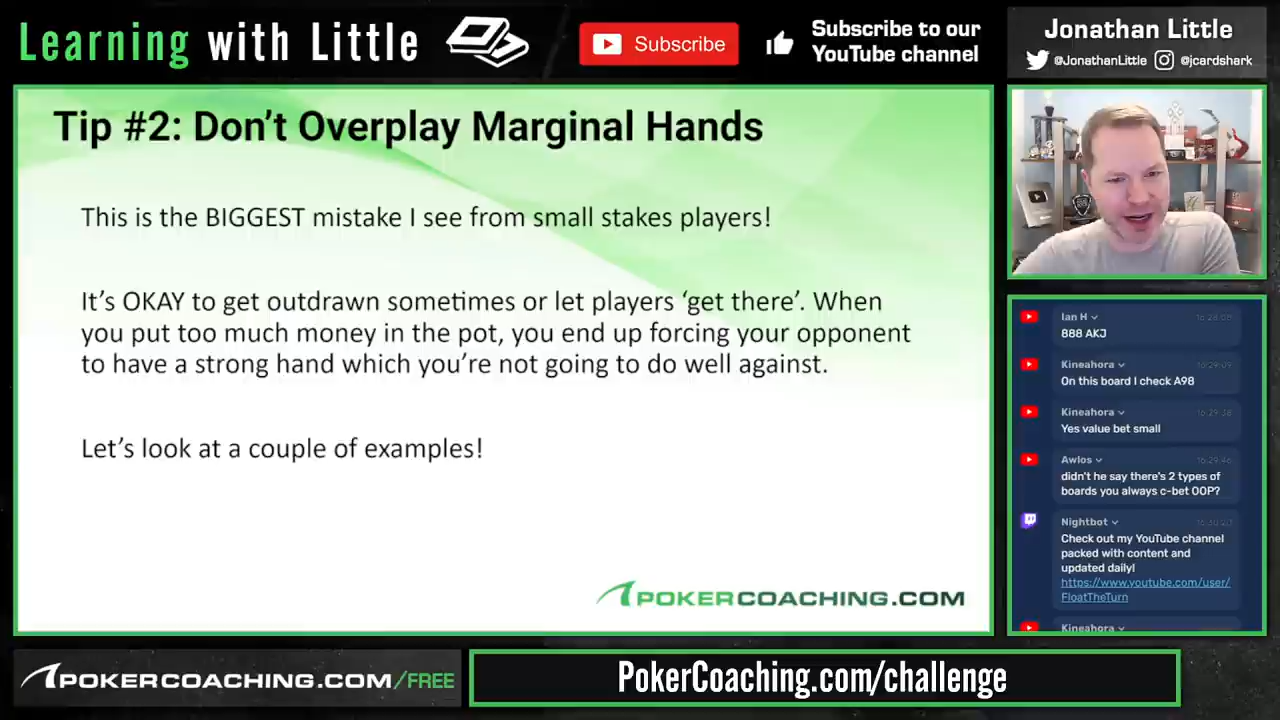 Learning with Little
Subscribe
Subscribe to our
YouTube channel
Jonathan Little
@JonathanLittle
@jcardshark
Tip #2: Don't Overplay Marginal Hands
This is the BIGGEST mistake I see from small stakes players!
It's OKAY to get outdrawn sometimes or let players 'get there'. When
you put too much money in the pot, you end up forcing your opponent
to have a strong hand which you're not going to do well against.
Let's look at a couple of examples!
POKERCOACHING.COM
Ian H
888 AKJ
Kineahora
16:29:09
On this board I check A98
Kineahora
16:29:38
Yes value bet small
Awlos
didn't he say there's 2 types of
boards you always c-bet OOP?
Nightbot
Check out my YouTube channel
packed with content and
updated daily!
https://www.youtube.com/user/
FloatTheTurn
Kineahora
POKERCOACHING.COM/FREE
PokerCoaching.com/challenge